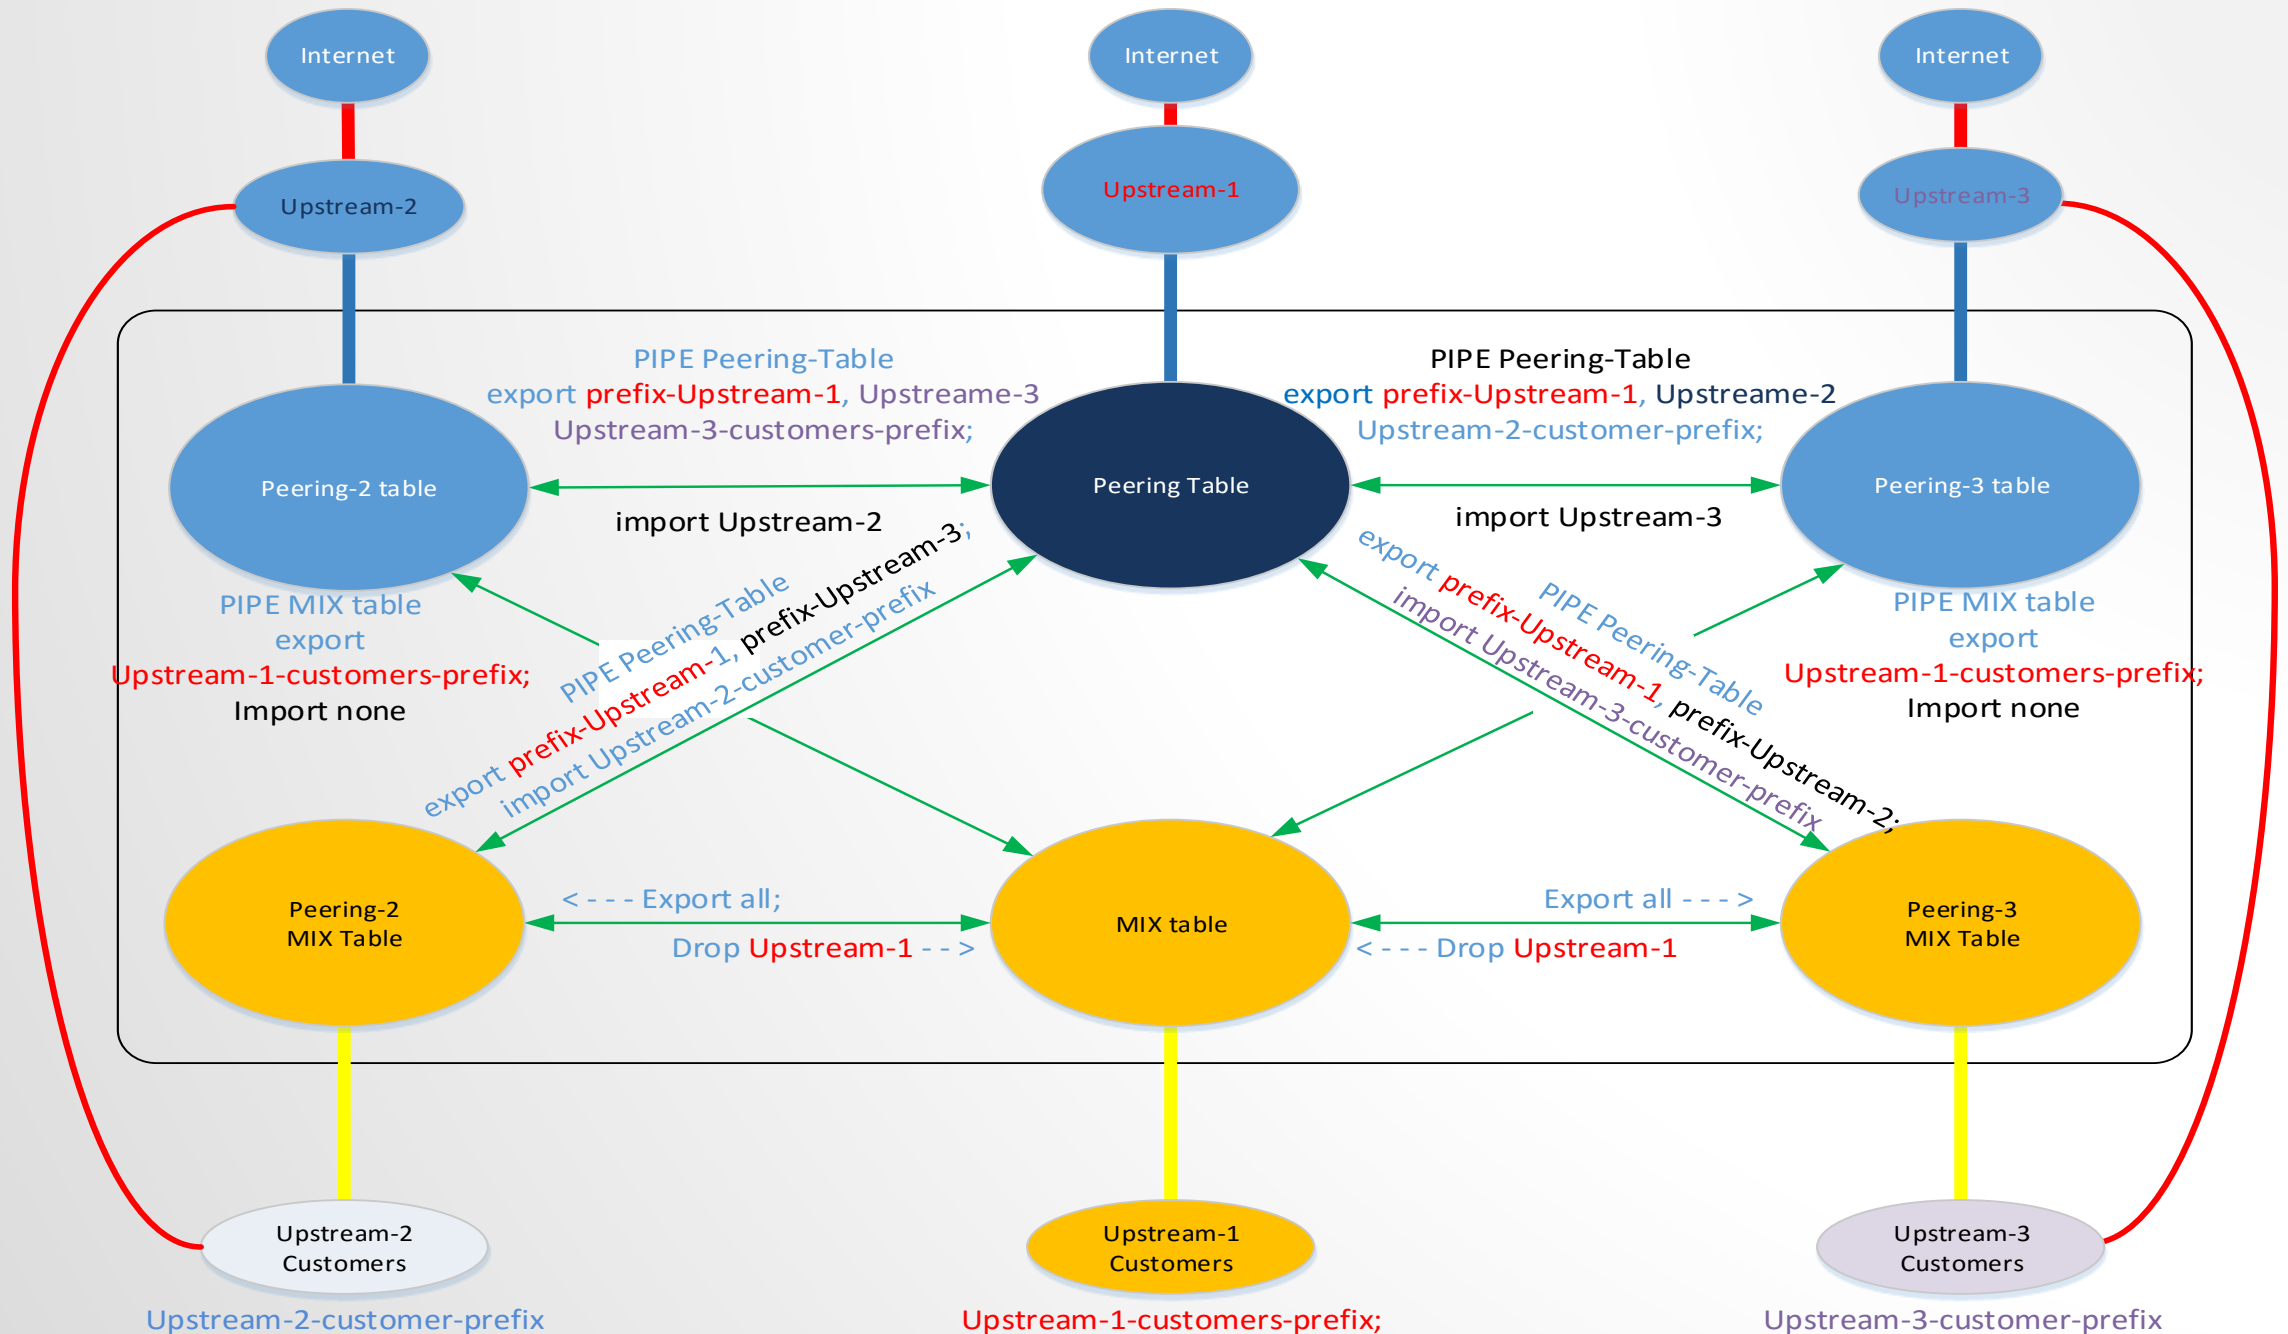 Internet
Internet
Internet
Upstream-2
Upstream-1
Upstream-3
PIPE Peering-Table
export prefix-Upstream-1, Upstreame-3
Upstream-3-customers-prefix;
PIPE Peering-Table
export prefix-Upstream-1, Upstreame-2
Upstream-2-customer-prefix;
Peering-2 table
Peering Table
Peering-3 table
import Upstream-2
import Upstream-3
PIPE MIX table
export
Upstream-1-customers-prefix;
Import none
PIPE Peering-Table
export prefix-Upstream-1, prefix-Upstream-3;
import Upstream-2-customer-prefix
PIPE Peering-Table
export prefix-Upstream-1, prefix-Upstream-2;
import Upstream-3-customer-prefix
PIPE MIX table
export
Upstream-1-customers-prefix;
Import none
Peering-2
MIX Table
<--- Export all;
Drop Upstream-1 -->
MIX table
Export all --->
<--- Drop Upstream-1
Peering-3
MIX Table
Upstream-2
Customers
Upstream-1
Customers
Upstream-3
Customers
Upstream-2-customer-prefix
Upstream-1-customers-prefix;
Upstream-3-customer-prefix